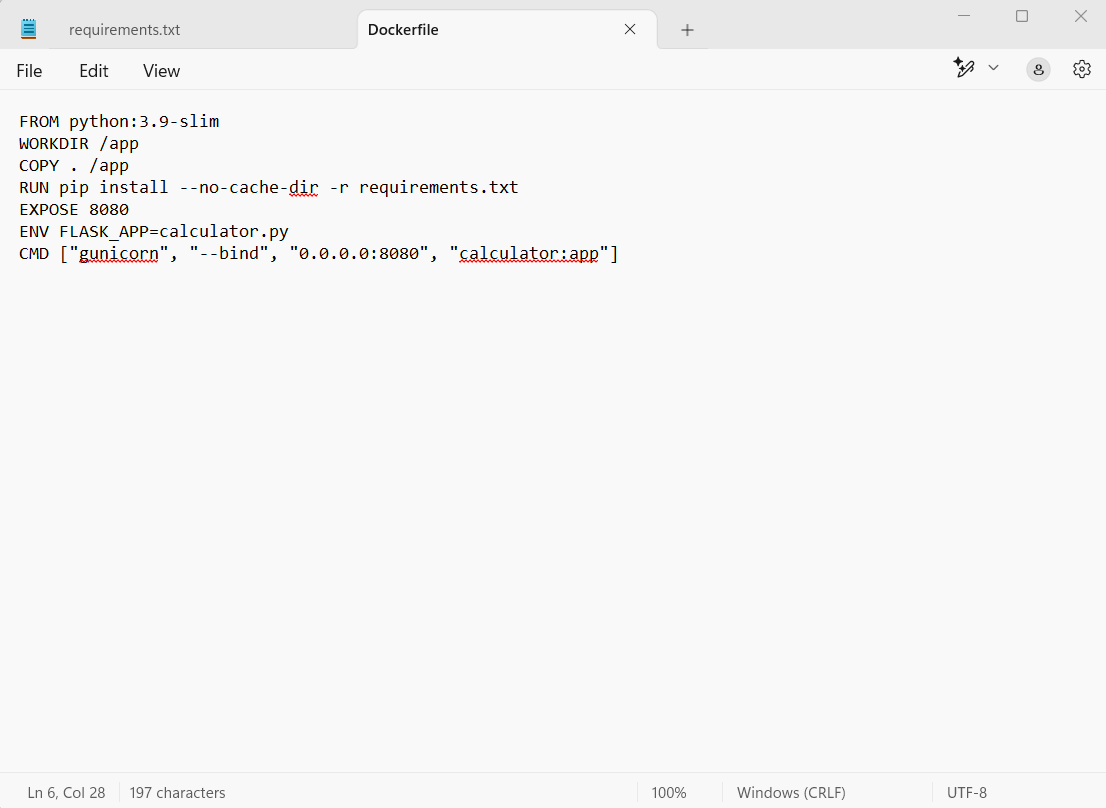 requirements.txt
Dockerfile
File Edit View
FROM python:3.9-slim
WORKDIR /app
COPY . /app
RUN pip install --no-cache-dir -r requirements.txt
EXPOSE 8080
ENV FLASK_APP=calculator.py
CMD ["gunicorn", "--bind", "0.0.0.0:8080", "calculator:app"]
Ln 6, Col 28 197 characters 100% Windows (CRLF) UTF-8